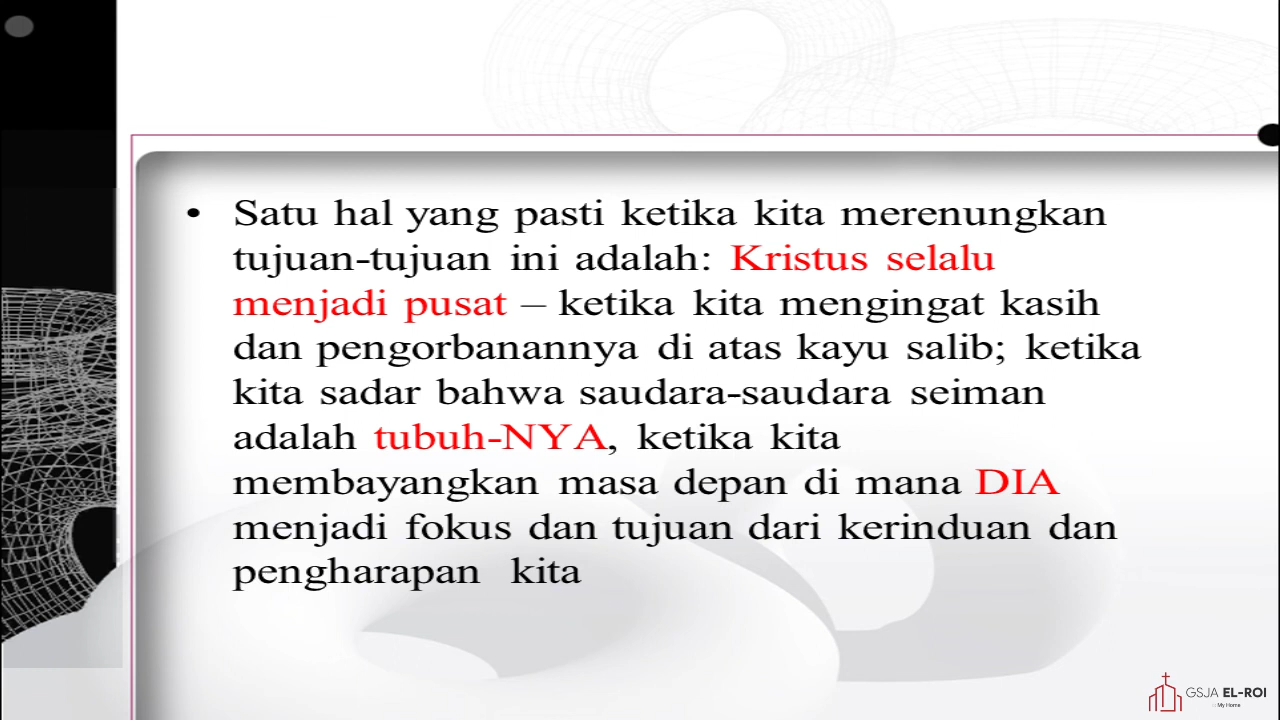 • Satu hal yang pasti ketika kita merenungkan
tujuan-tujuan ini adalah: Kristus selalu
menjadi pusat – ketika kita mengingat kasih
dan pengorbanannya di atas kayu salib; ketika
kita sadar bahwa saudara-saudara seiman
adalah tubuh-NYA, ketika kita
membayangkan masa depan di mana DIA
menjadi fokus dan tujuan dari kerinduan dan
pengharapan kita
GSJA EL-ROI
My Home